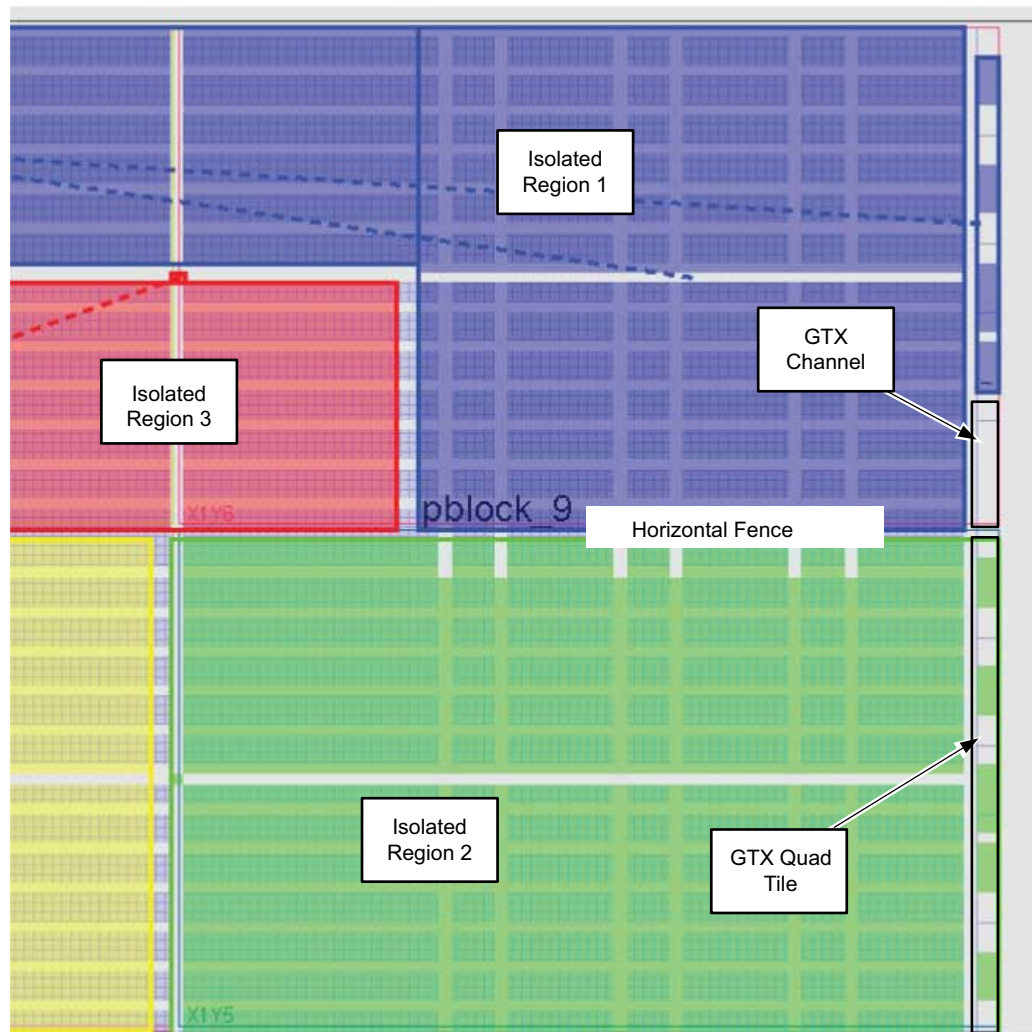 Isolated
Region 1
GTX
Channel
Isolated
Region 3
X1Y6
pblock_9
Horizontal Fence
Isolated
Region 2
GTX Quad
Tile
X1Y5